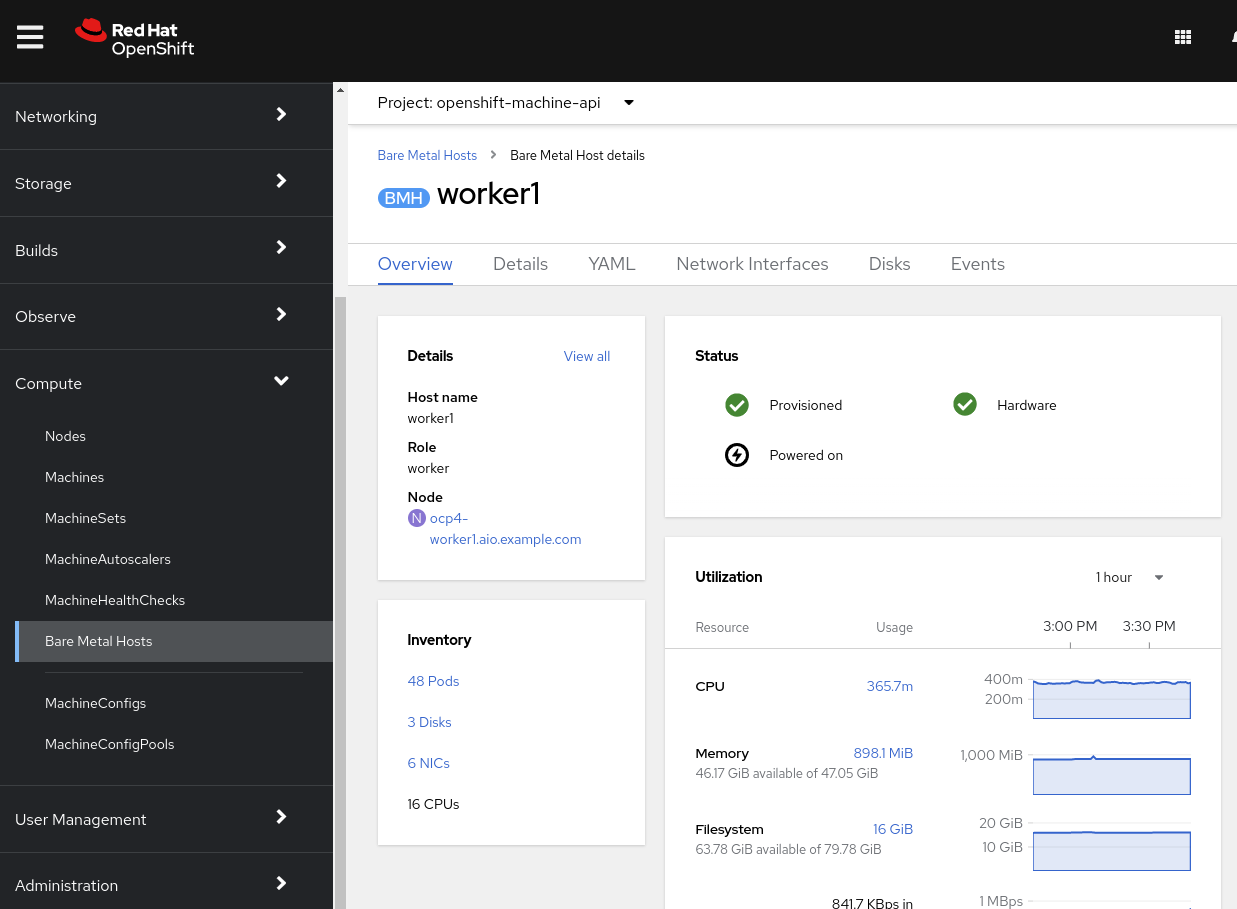 Red Hat
OpenShift
Networking
Storage
Builds
Observe
Compute
Nodes
Machines
MachineSets
MachineAutoscalers
MachineHealthChecks
Bare Metal Hosts
MachineConfigs
MachineConfigPools
User Management
Administration
Project: openshift-machine-api
Bare Metal Hosts > Bare Metal Host details
BMH worker1
Overview Details YAML Network Interfaces Disks Events
Details View all
Host name
worker1
Role
worker
Node
N ocp4-
worker1.aio.example.com
Inventory
48 Pods
3 Disks
6 NICs
16 CPUs
Status
Provisioned Hardware
Powered on
Utilization 1 hour
Resource Usage 3:00 PM 3:30 PM
CPU 365.7m 400m
200m
Memory 898.1 MiB 1,000 MiB
46.17 GiB available of 47.05 GiB
Filesystem 16 GiB 20 GiB
63.78 GiB available of 79.78 GiB 10 GiB
841.7 KBps in 1 MBps